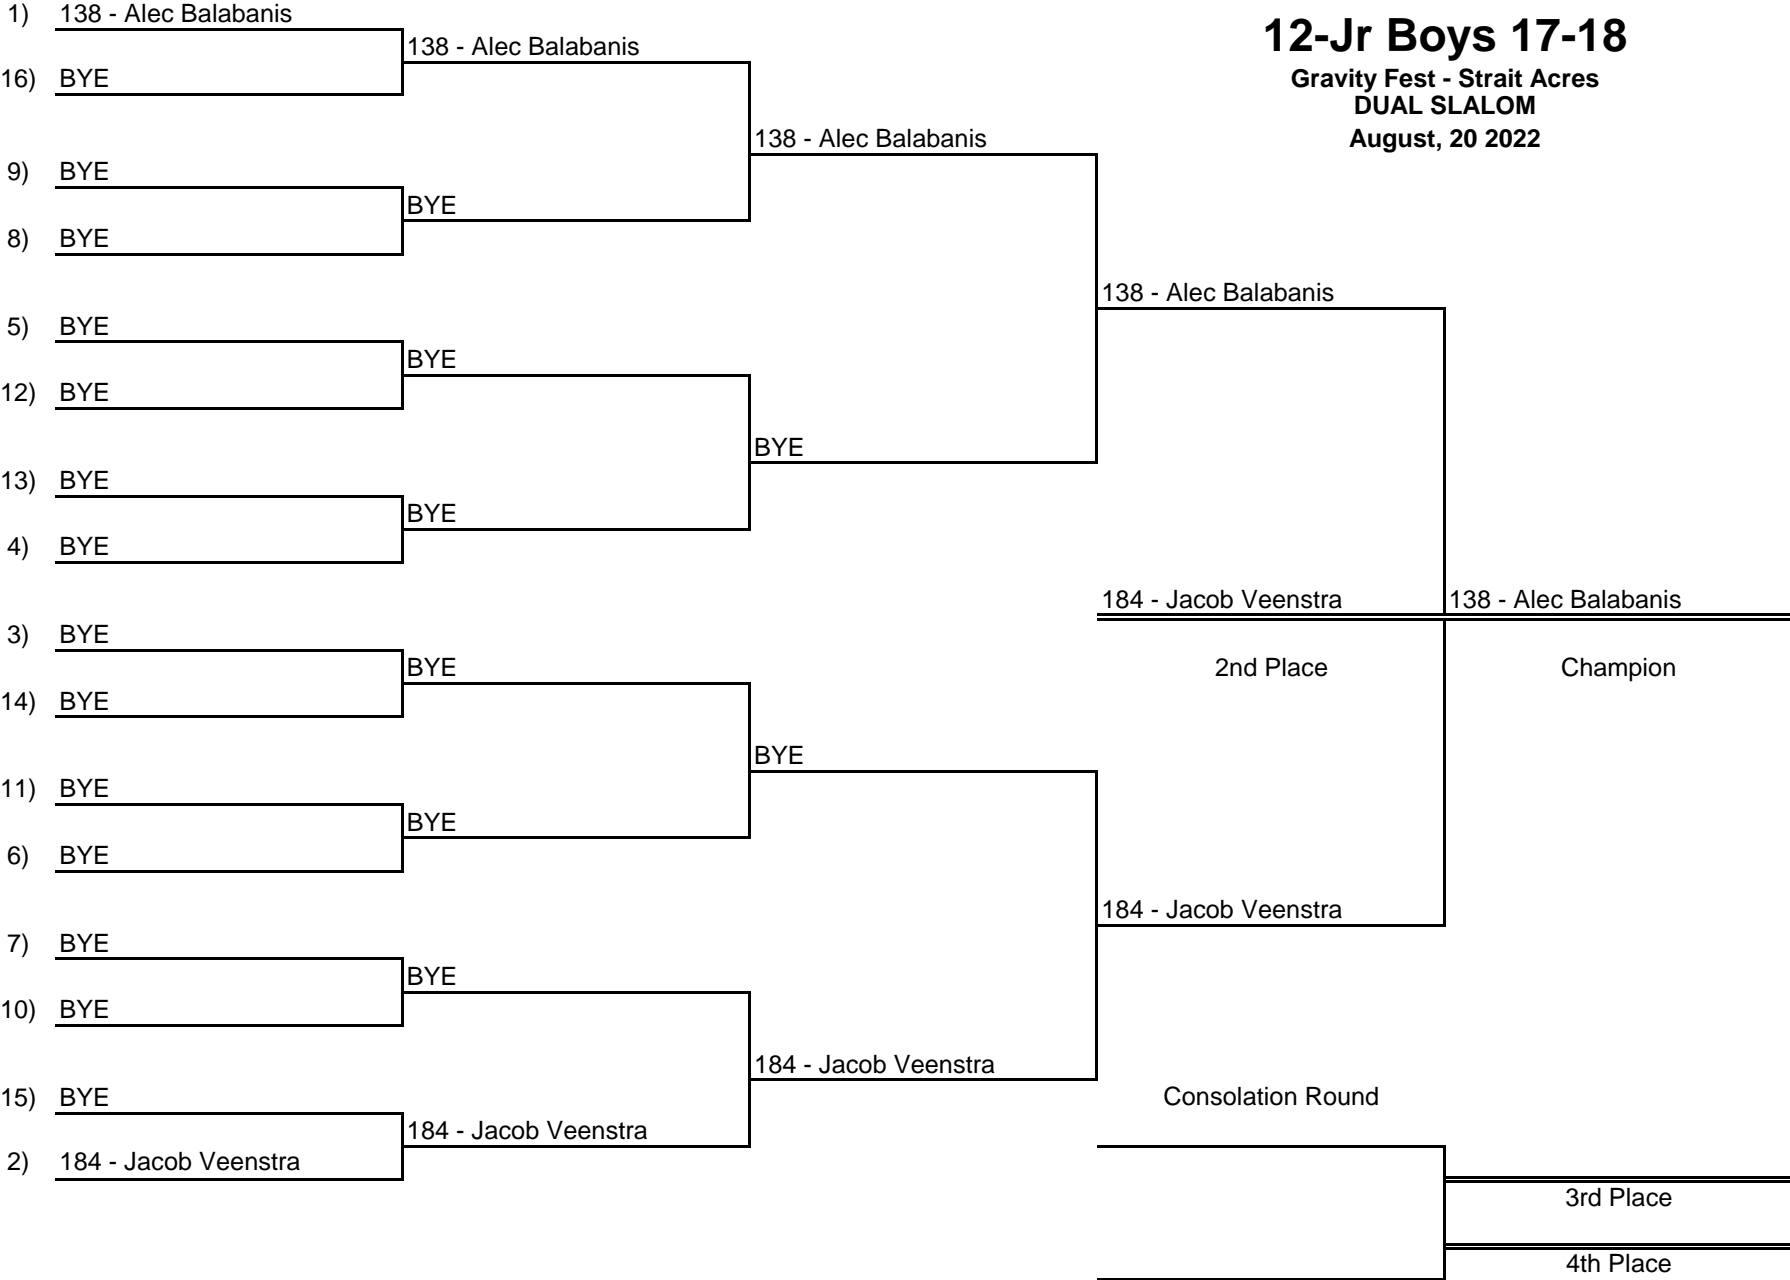 12-Jr Boys 17-18
Gravity Fest - Strait Acres
DUAL SLALOM
August, 20 2022
1) 138 - Alec Balabanis
16) BYE
9) BYE
8) BYE
5) BYE
12) BYE
13) BYE
4) BYE
3) BYE
14) BYE
11) BYE
6) BYE
7) BYE
10) BYE
15) BYE
2) 184 - Jacob Veenstra
138 - Alec Balabanis
BYE
BYE
BYE
BYE
BYE
BYE
184 - Jacob Veenstra
138 - Alec Balabanis
BYE
BYE
184 - Jacob Veenstra
138 - Alec Balabanis
184 - Jacob Veenstra
2nd Place
184 - Jacob Veenstra
138 - Alec Balabanis
Champion
Consolation Round
3rd Place
4th Place